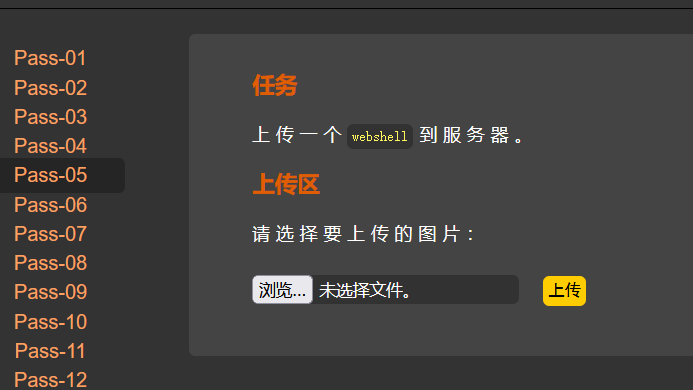 Pass-01
Pass-02
Pass-03
Pass-04
Pass-05
Pass-06
Pass-07
Pass-08
Pass-09
Pass-10
Pass-11
Pass-12
任务
上传一个 webshell 到服务器。
上传区
请选择要上传的图片：
浏览... 未选择文件。 上传